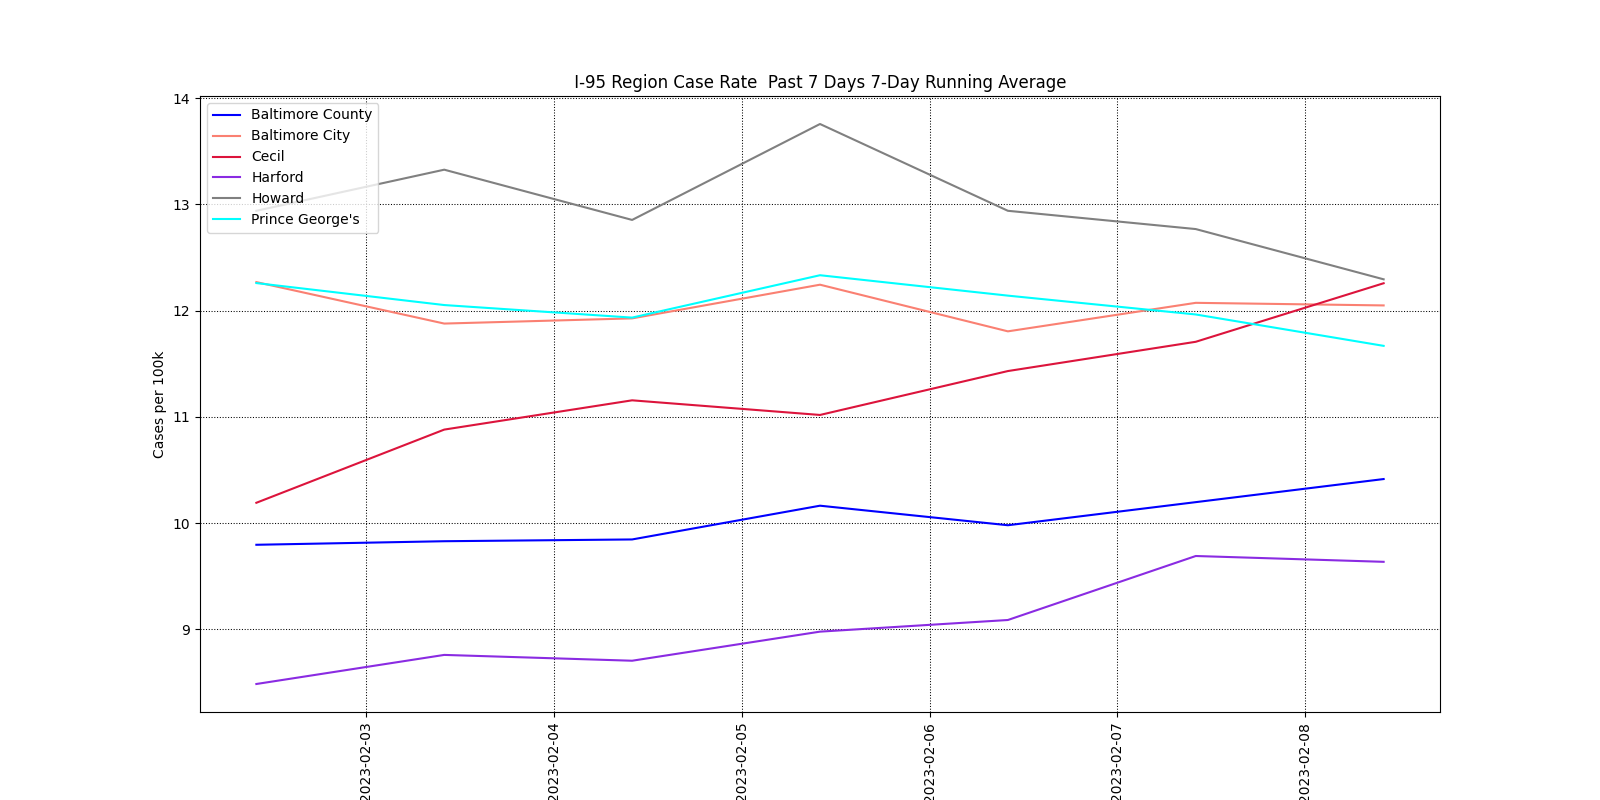 I-95 Region Case Rate  Past 7 Days 7-Day Running Average
14
13
12
11
10
9
Cases per 100k
Baltimore County
Baltimore City
Cecil
Harford
Howard
Prince George's
2023-02-03
2023-02-04
2023-02-05
2023-02-06
2023-02-07
2023-02-08